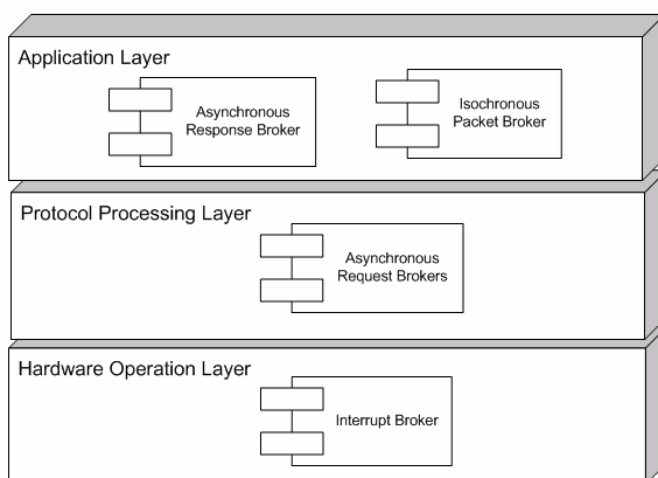 Application Layer
Asynchronous
Response Broker
Isochronous
Packet Broker
Protocol Processing Layer
Asynchronous
Request Brokers
Hardware Operation Layer
Interrupt Broker